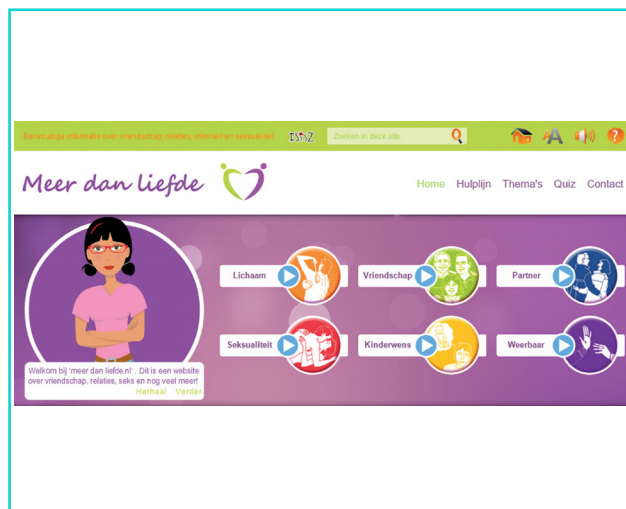 Eenvoudige informatie over vriendschap, relaties, intimiteit en seksualiteit.
Zoeken in deze site
AA
?
Meer dan liefde
Home Hulplijn Thema's Quiz Contact
Lichaam
Vriendschap
Partner
Seksualiteit
Kinderwens
Weerbaar
Welkom bij 'meer dan liefde.nl' . Dit is een website
over vriendschap, relaties, seks en nog veel meer!
Herhaal Verder